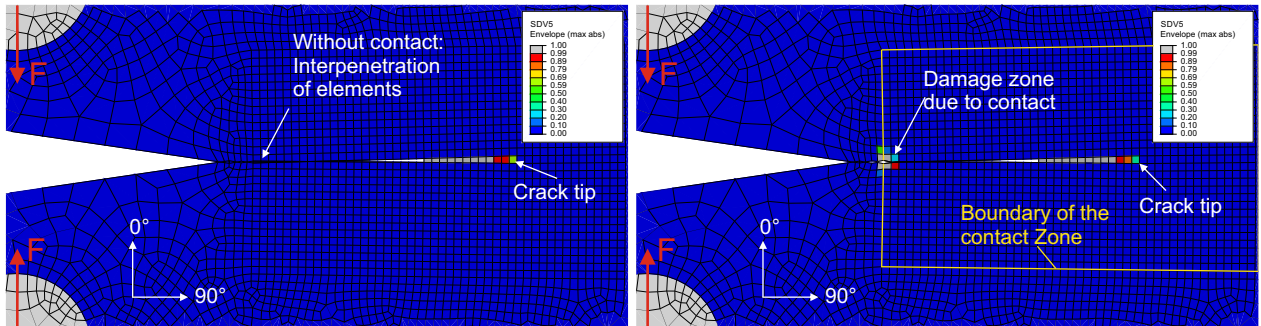 SDV5
Envelope (max abs)
1.00
0.99
0.89
0.79
0.69
0.59
0.50
0.40
0.30
0.20
0.10
0.00
Without contact:
Interpenetration
of elements
F
Crack tip
0°
F
90°
SDV5
Envelope (max abs)
1.00
0.99
0.89
0.79
0.69
0.59
0.50
0.40
0.30
0.20
0.10
0.00
F
Damage zone
due to contact
Crack tip
Boundary of the
contact Zone
0°
F
90°